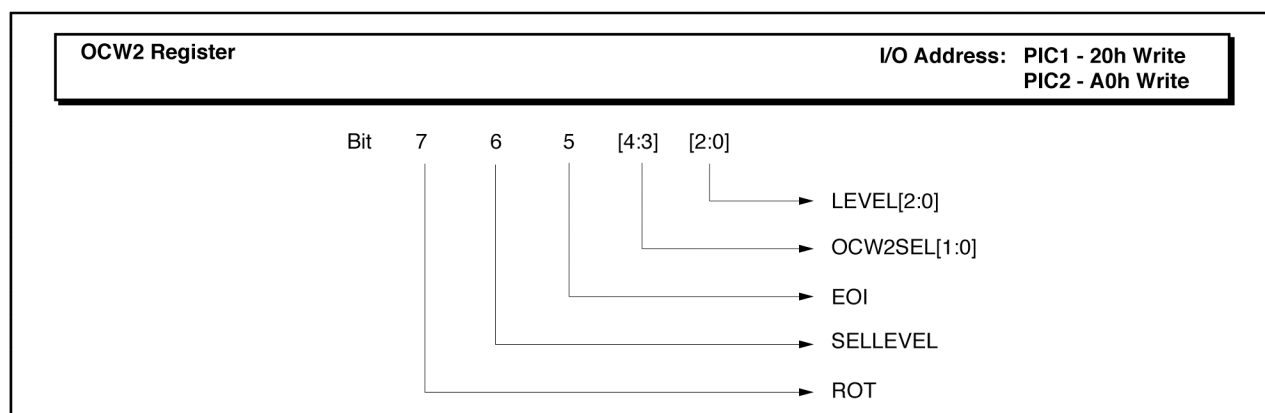 OCW2 Register I/O Address: PIC1 - 20h Write
PIC2 - A0h Write
Bit 7 6 5 [4:3] [2:0]
LEVEL[2:0]
OCW2SEL[1:0]
EOI
SELLEVEL
ROT